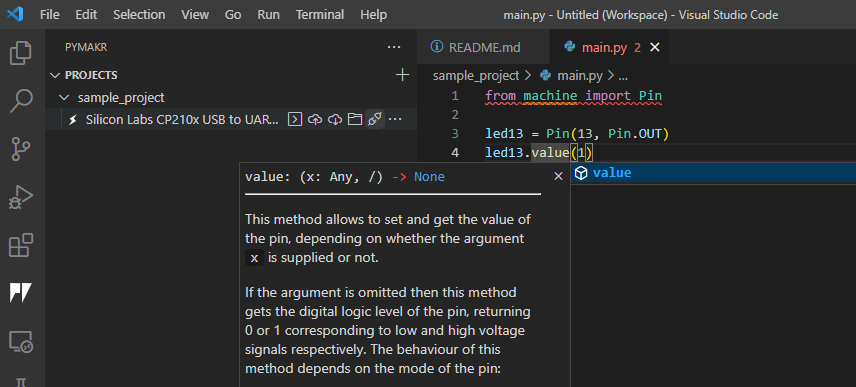 File Edit Selection View Go Run Terminal Help main.py - Untitled (Workspace) - Visual Studio Code
PYMAKR
PROJECTS
sample_project
Silicon Labs CP210x USB to UAR...
README.md
main.py 2
sample_project > main.py > ...
1 from machine import Pin
2
3 led13 = Pin(13, Pin.OUT)
4 led13.value(1)
value
value: (x: Any, /) -> None
This method allows to set and get the value of
the pin, depending on whether the argument
x is supplied or not.
If the argument is omitted then this method
gets the digital logic level of the pin, returning
0 or 1 corresponding to low and high voltage
signals respectively. The behaviour of this
method depends on the mode of the pin: